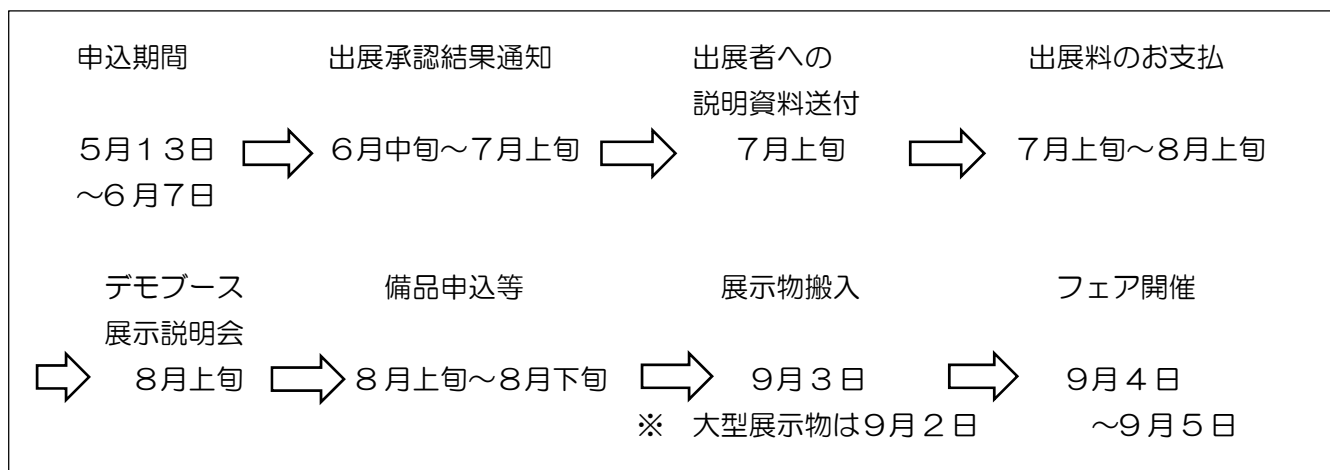 申込期間
５月１３日
～６月７日
出展承認結果通知
６月中旬～７月上旬
出展者への
説明資料送付
７月上旬
出展料のお支払
７月上旬～８月上旬
デモブース
展示説明会
８月上旬
備品申込等
８月上旬～８月下旬
展示物搬入
９月３日
※ 大型展示物は９月２日
フェア開催
９月４日
～９月５日